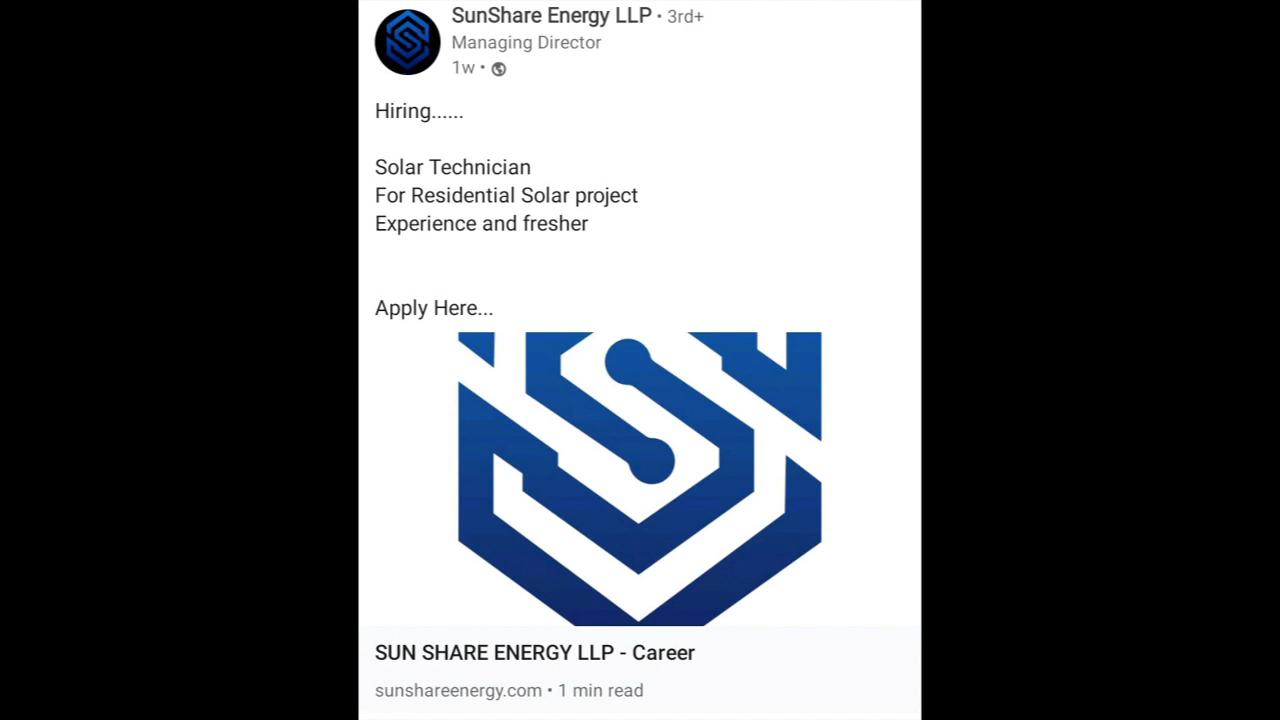 SunShare Energy LLP • 3rd+
Managing Director
1w •
Hiring......
Solar Technician
For Residential Solar project
Experience and fresher
Apply Here...
SUN SHARE ENERGY LLP - Career
sunshareenergy.com • 1 min read